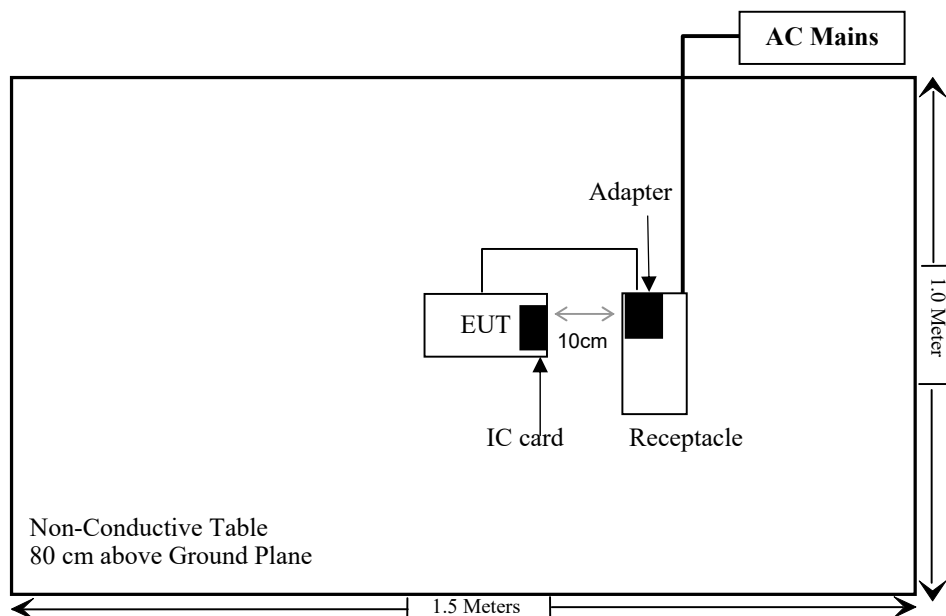 AC Mains
Adapter
EUT
10cm
1.0 Meter
IC card
Receptacle
Non-Conductive Table
80 cm above Ground Plane
1.5 Meters